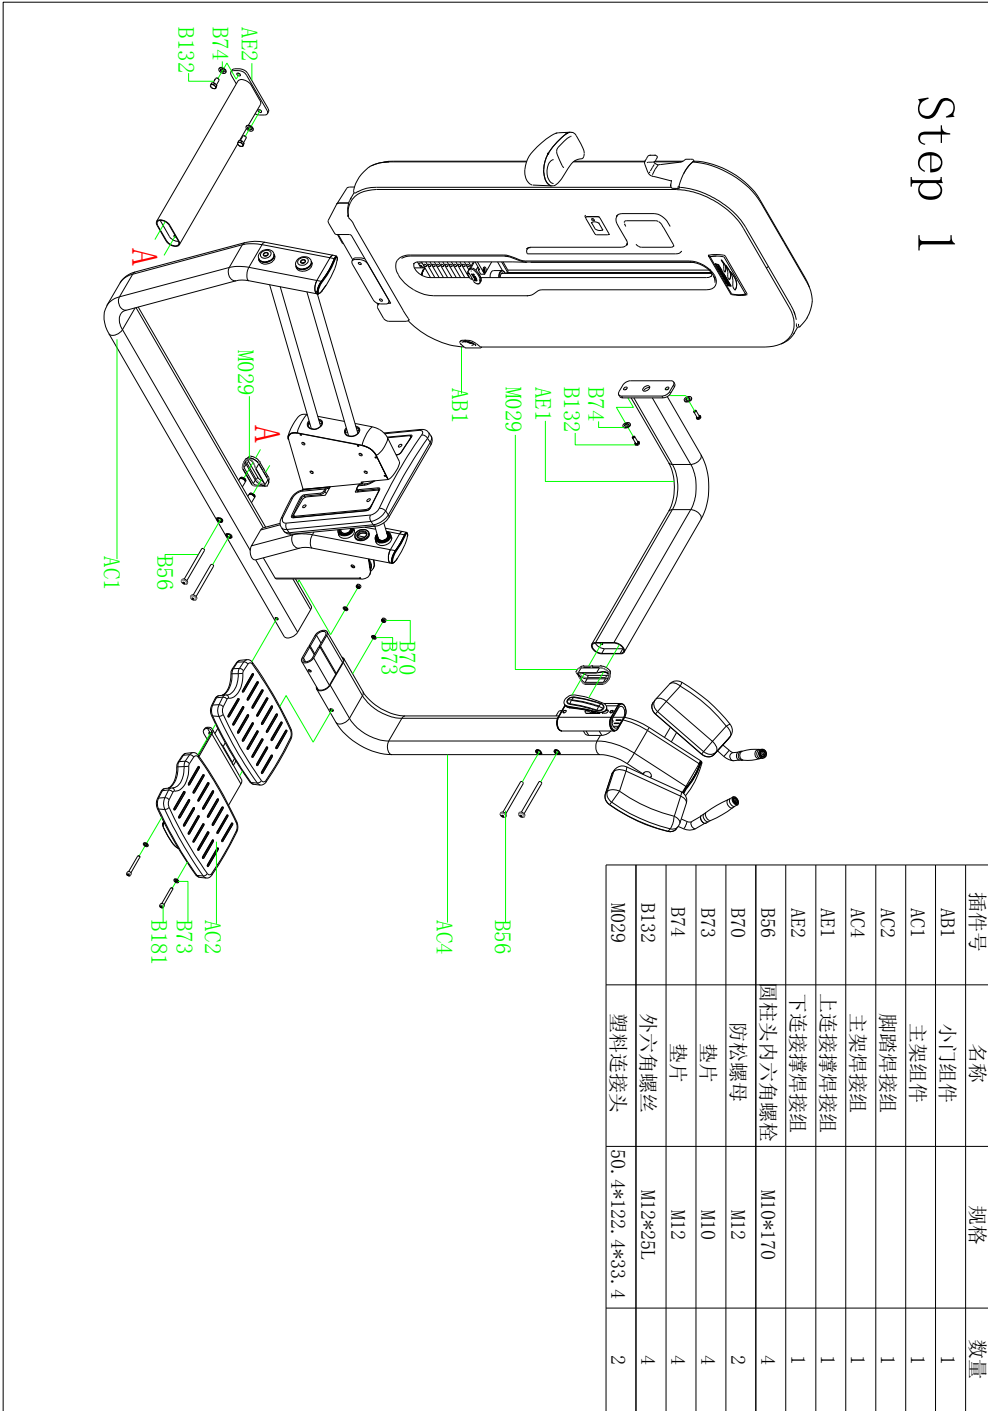 Step 1
AE2
B74
B132
A
M029
A
AC1
B56
AB1
M029
AE1
B132
B74
B70
B73
AC4
B56
AC2
B73
B181
插件号 名称 规格 数量
AB1 小门组件 1
AC1 主架组件 1
AC2 脚踏焊接组 1
AC4 主架焊接组 1
AE1 上连接撑焊接组 1
AE2 下连接撑焊接组 1
B56 圆柱头内六角螺栓 M10*170 4
B70 防松螺母 M12 2
B73 垫片 M10 4
B74 垫片 M12 4
B132 外六角螺丝 M12*25L 4
M029 塑料连接头 50.4*122.4*33.4 2